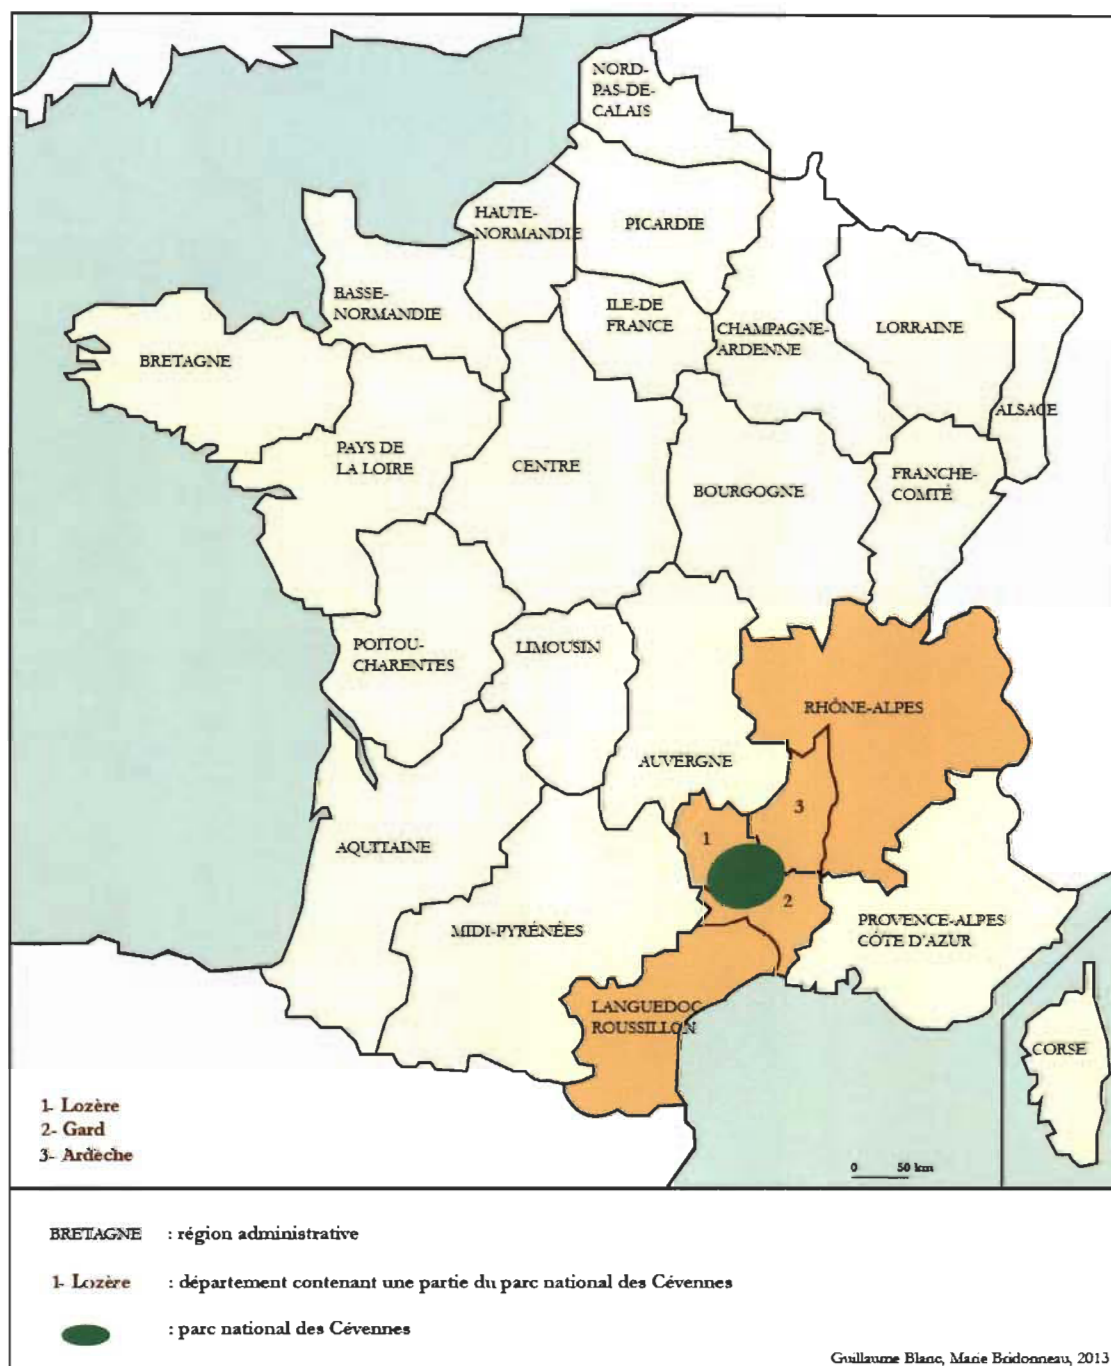 NORD-
PAS-DE-
CALAIS
HAUTE-
NORMANDIE
PICARDIE
BASSE-
NORMANDIE
ILE-DE
FRANCE
CHAMPAGNE-
ARDENNE
LORRAINE
BRETAGNE
ALSACE
PAYS DE
LA LOIRE
CENTRE
BOURGOGNE
FRANCHE-
COMTÉ
POITOU-
CHARENTES
LIMOUSIN
RHÔNE-ALPES
AUVERGNE
3
1
AQUITAINE
2
MIDI-PYRÉNÉES
PROVENCE-ALPES
CÔTE D'AZUR
LANGUEDOC
ROUSSILLON
CORSE
1- Lozère
2- Gard
3- Ardèche
0 50 km
BRETAGNE : région administrative
1- Lozère : département contenant une partie du parc national des Cévennes
: parc national des Cévennes
Guillaume Blanc, Marie Bridonneau, 2013